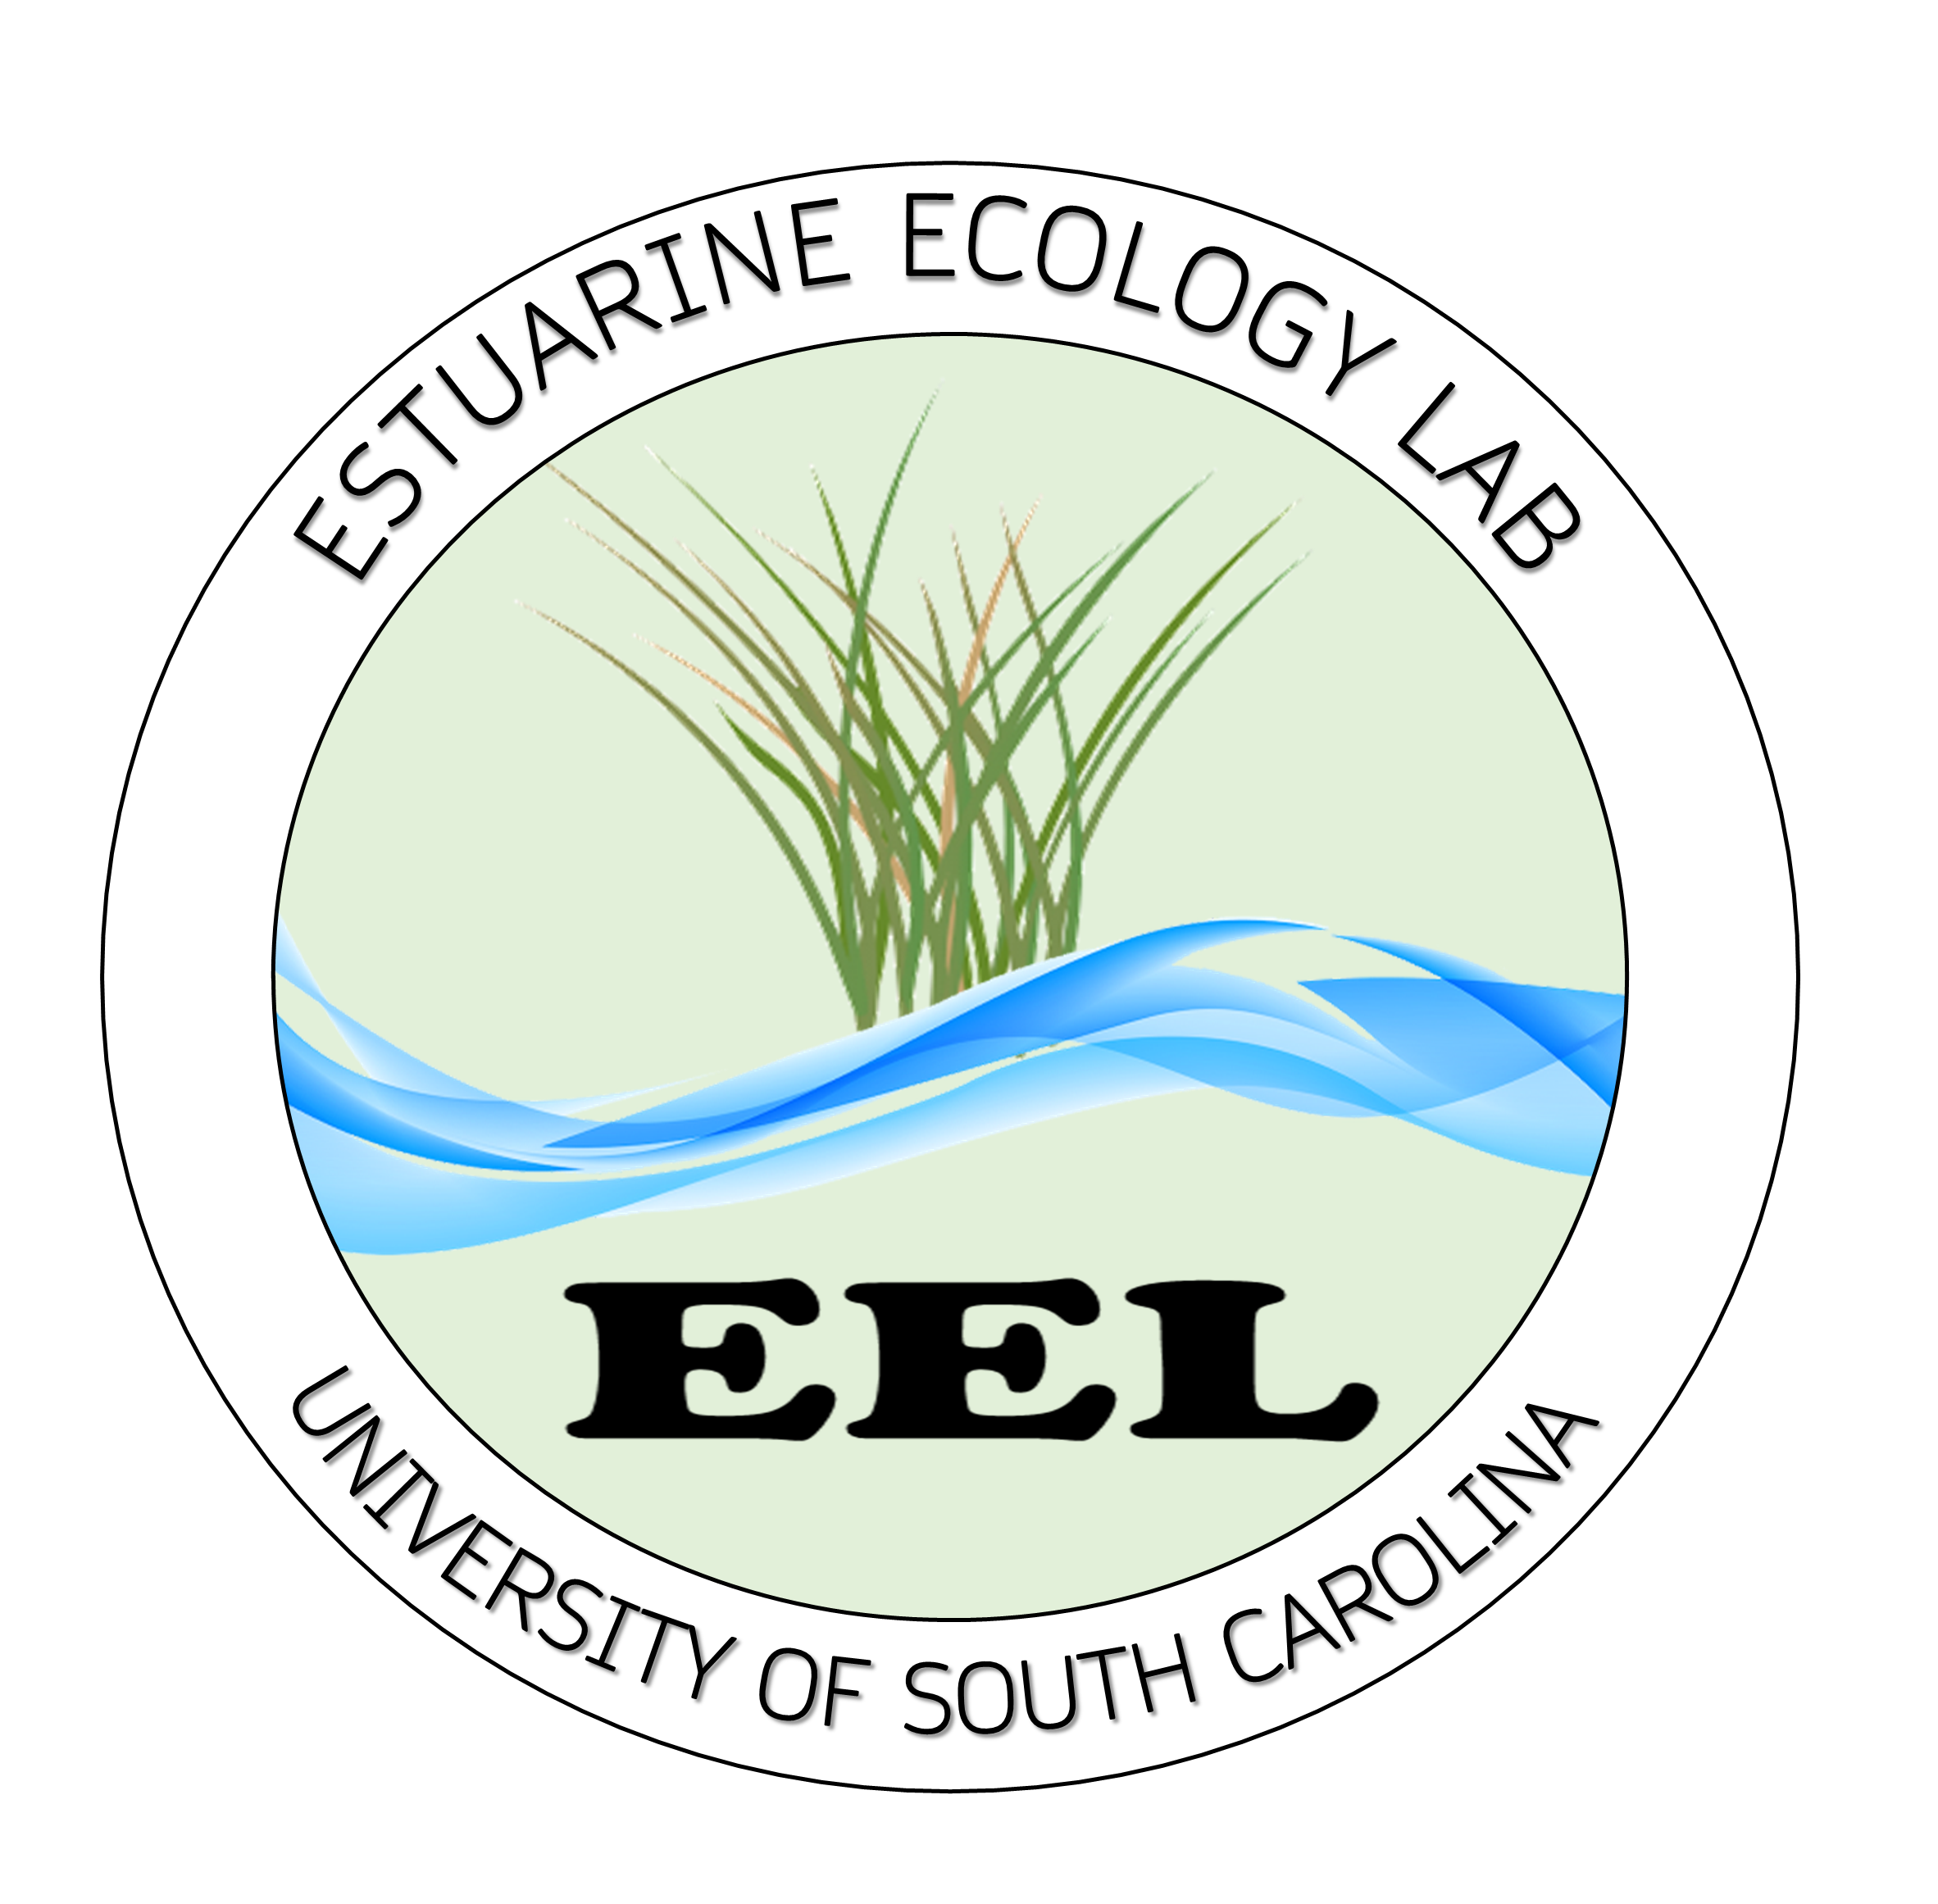 ESTUARINE ECOLOGY LAB
EEL
UNIVERSITY OF SOUTH CAROLINA